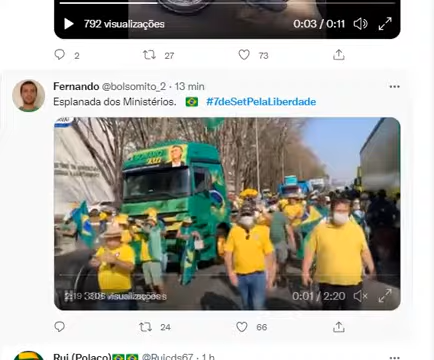 792 visualizações
0:03 / 0:11
2 27 73
Fernando @bolsomito_2 · 13 min
Esplanada dos Ministérios. #7deSetPelaLiberdade
0:01 / 2:20
24 66
Rui (Polaco) @Ruicds67 · 1 h